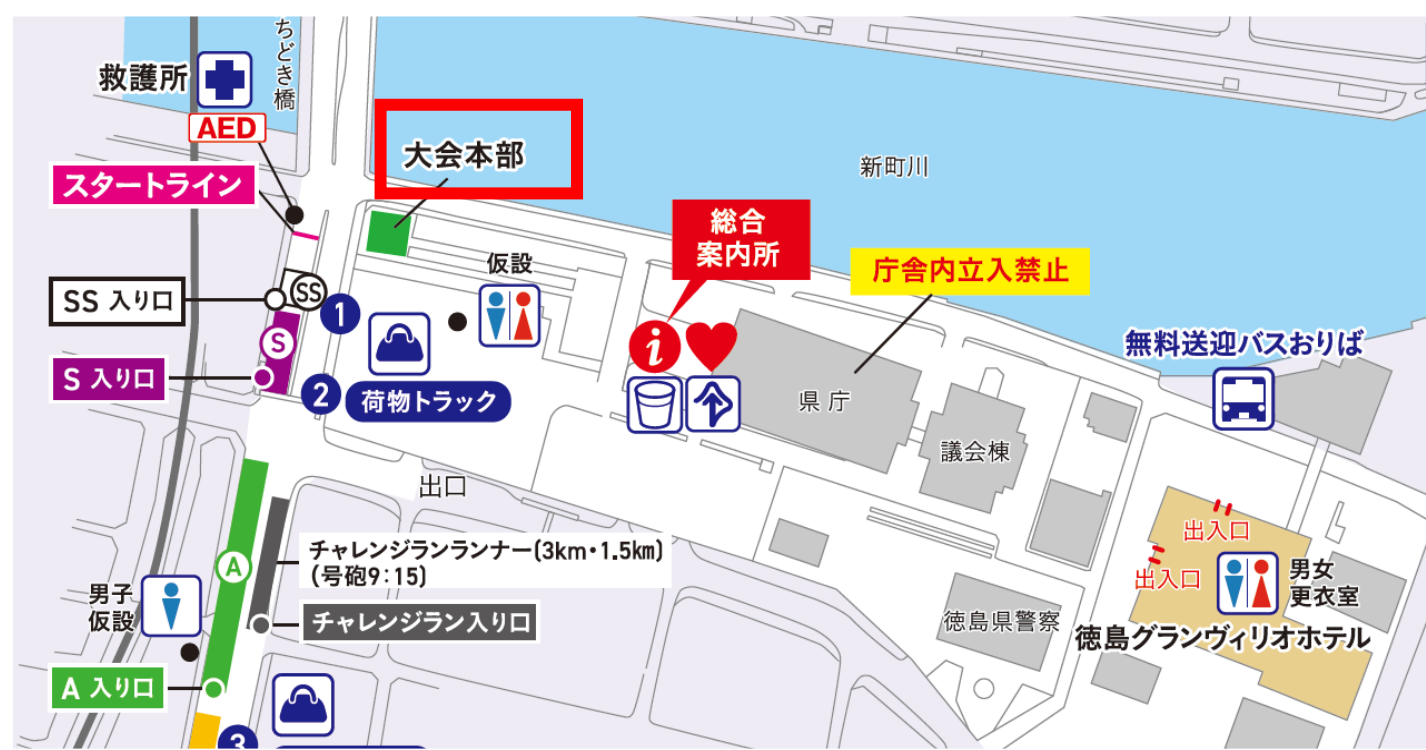 ちどき橋
救護所
AED
大会本部
スタートライン
新町川
総合
案内所
仮設
庁舎内立入禁止
SS 入り口
SS
1
S
無料送迎バスおりば
S 入り口
2
荷物トラック
i
県庁
議会棟
出口
出入口
チャレンジランランナー(3km・1.5km)
(号砲9:15)
A
出入口
男女
更衣室
男子
仮設
チャレンジラン入り口
徳島県警察
徳島グランヴィリオホテル
A 入り口
3